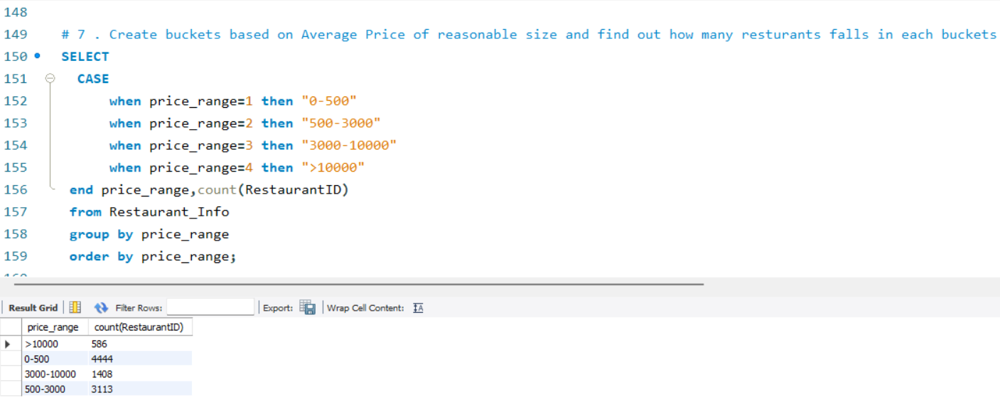 148
149 # 7 . Create buckets based on Average Price of reasonable size and find out how many resturants falls in each buckets
150 SELECT
151 CASE
152 when price_range=1 then "0-500"
153 when price_range=2 then "500-3000"
154 when price_range=3 then "3000-10000"
155 when price_range=4 then ">10000"
156 end price_range,count(RestaurantID)
157 from Restaurant_Info
158 group by price_range
159 order by price_range;
Result Grid Filter Rows: Export: Wrap Cell Content: IA
price_range count(RestaurantID)
>10000 586
0-500 4444
3000-10000 1408
500-3000 3113